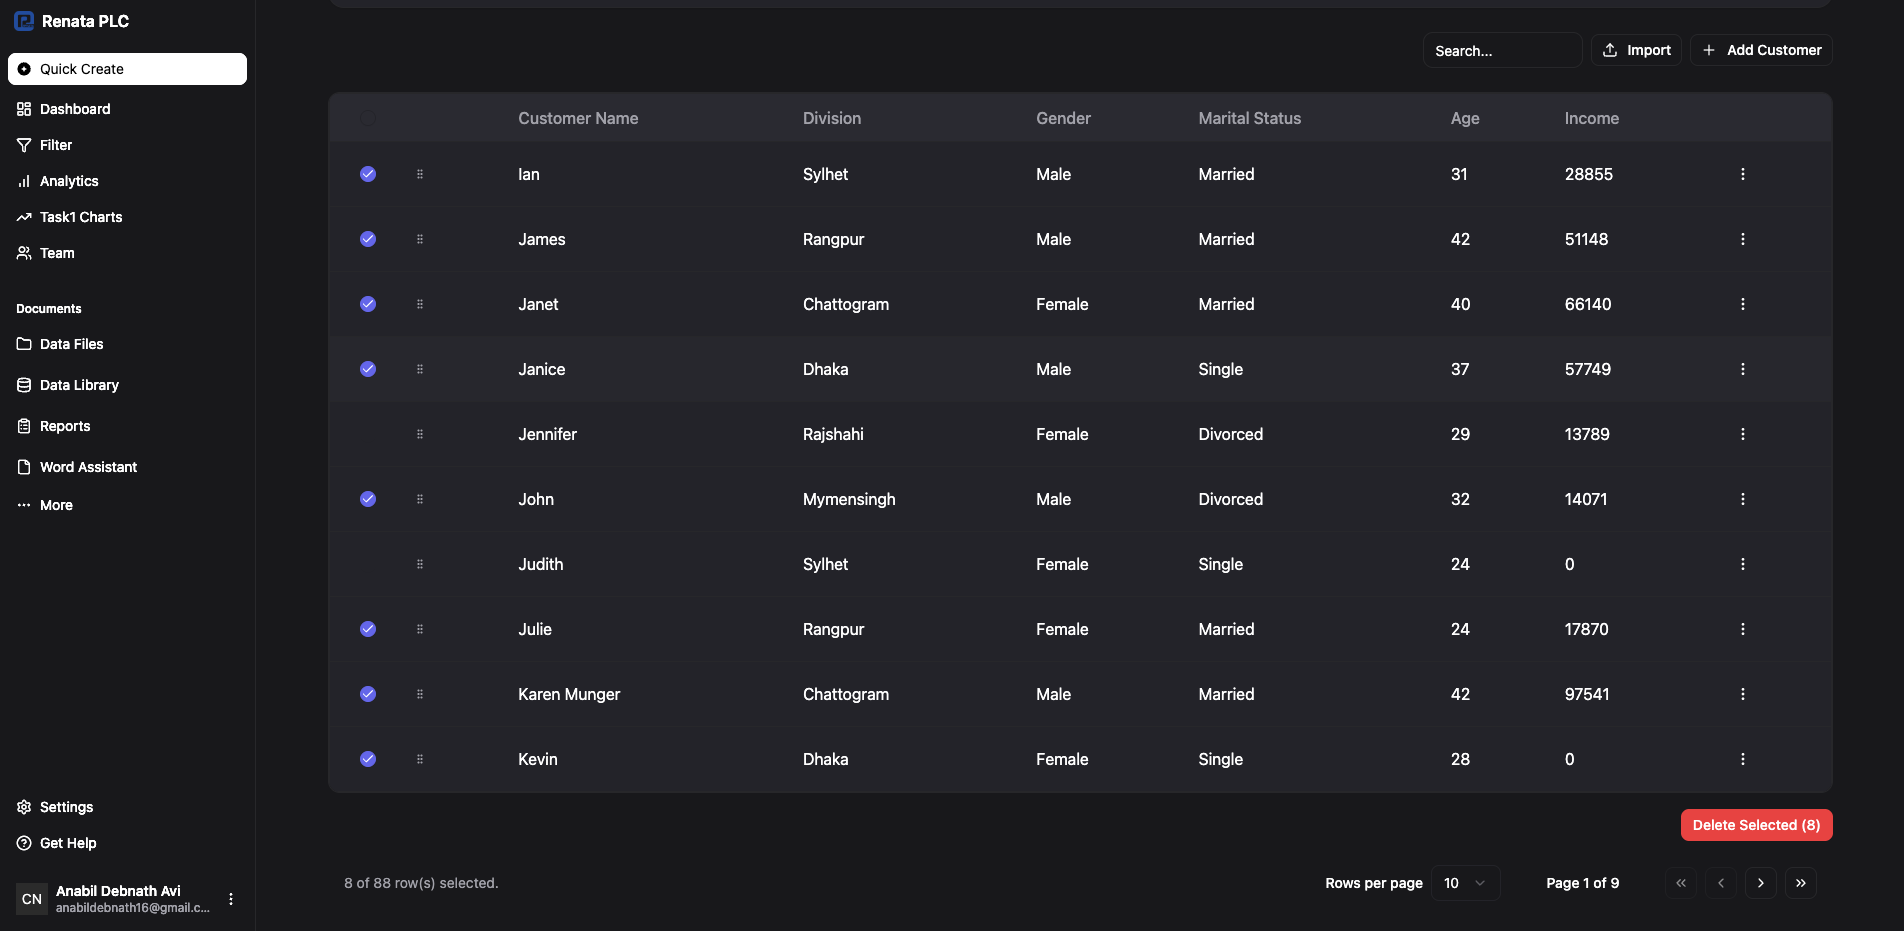 Renata PLC
Quick Create
Dashboard
Filter
Analytics
Task1 Charts
Team
Documents
Data Files
Data Library
Reports
Word Assistant
More
Settings
Get Help
CN
Anabil Debnath Avi
anabildebnath16@gmail.c...
Search...
Import
Add Customer
Customer Name Division Gender Marital Status Age Income
Ian Sylhet Male Married 31 28855
James Rangpur Male Married 42 51148
Janet Chattogram Female Married 40 66140
Janice Dhaka Male Single 37 57749
Jennifer Rajshahi Female Divorced 29 13789
John Mymensingh Male Divorced 32 14071
Judith Sylhet Female Single 24 0
Julie Rangpur Female Married 24 17870
Karen Munger Chattogram Male Married 42 97541
Kevin Dhaka Female Single 28 0
Delete Selected (8)
8 of 88 row(s) selected.
Rows per page 10
Page 1 of 9